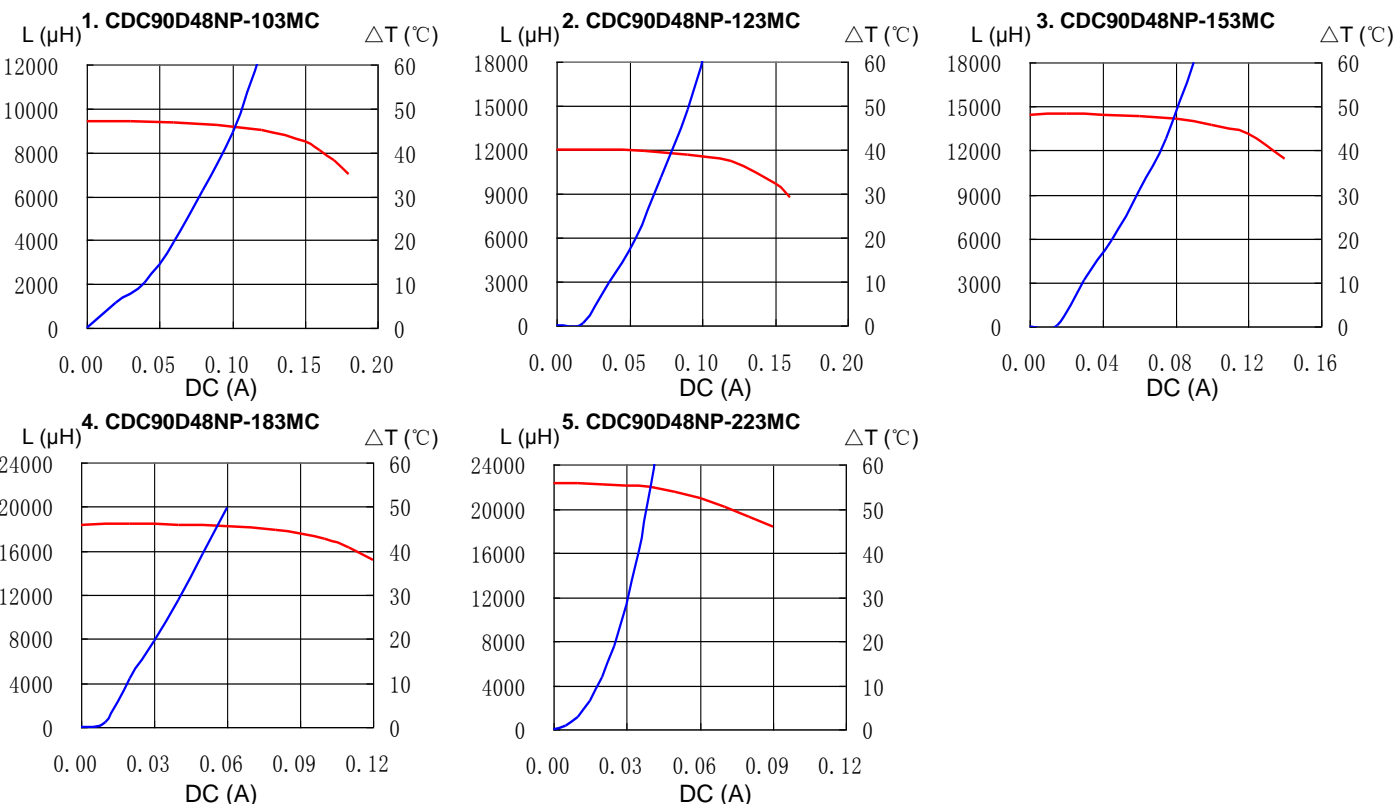 1. CDC90D48NP-103MC
L (µH)
△T (℃)
12000
10000
8000
6000
4000
2000
0
60
50
40
30
20
10
0
0.00 0.05 0.10 0.15 0.20
DC (A)
2. CDC90D48NP-123MC
L (µH)
△T (℃)
18000
15000
12000
9000
6000
3000
0
60
50
40
30
20
10
0
0.00 0.05 0.10 0.15 0.20
DC (A)
3. CDC90D48NP-153MC
L (µH)
△T (℃)
18000
15000
12000
9000
6000
3000
0
60
50
40
30
20
10
0
0.00 0.04 0.08 0.12 0.16
DC (A)
4. CDC90D48NP-183MC
L (µH)
△T (℃)
24000
20000
16000
12000
8000
4000
0
60
50
40
30
20
10
0
0.00 0.03 0.06 0.09 0.12
DC (A)
5. CDC90D48NP-223MC
L (µH)
△T (℃)
24000
20000
16000
12000
8000
4000
0
60
50
40
30
20
10
0
0.00 0.03 0.06 0.09 0.12
DC (A)